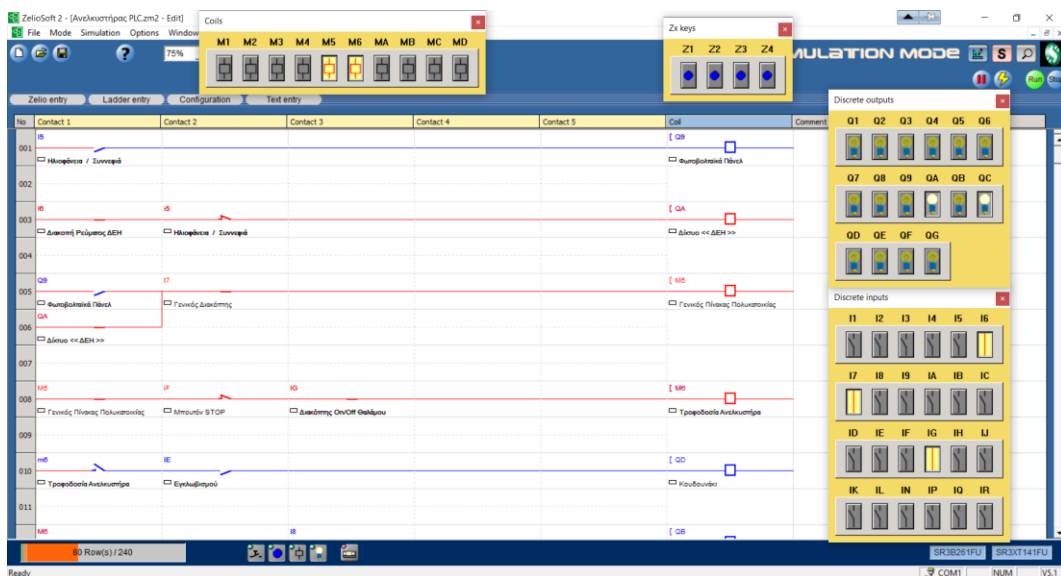 ZelioSoft 2 - [Ανελκυστήρας PLC.zm2 - Edit]
File Mode Simulation Options Window
75%
Coils
M1 M2 M3 M4 M5 M6 MA MB MC MD
Zx keys
Z1 Z2 Z3 Z4
MULATION MODE
S
Run Sto
Zelio entry Ladder entry Configuration Text entry
No Contact 1 Contact 2 Contact 3 Contact 4 Contact 5 Coil Comment
Discrete outputs
Q1 Q2 Q3 Q4 Q5 Q6
Q7 Q8 Q9 QA QB QC
QD QE QF QG
Discrete inputs
I1 I2 I3 I4 I5 I6
I7 I8 I9 IA IB IC
ID IE IF IG IH IJ
IK IL IN IP IQ IR
I5 [ Q9
001
Ηλιοφάνεια / Συννεφιά Φωτοβολταϊκά Πάνελ
002
I6 i5 [ QA
003
Διακοπή Ρεύματος ΔΕΗ Ηλιοφάνεια / Συννεφιά Δίκτυο << ΔΕΗ >>
004
Q9 I7 [ M5
005
Φωτοβολταϊκά Πάνελ Γενικός Διακόπτης Γενικός Πίνακας Πολυκατοικίας
QA
006
Δίκτυο << ΔΕΗ >>
007
M5 iF IG [ M6
008
Γενικός Πίνακας Πολυκατοικίας Μπουτόν STOP Διακόπτης On/Off Θαλάμου Τροφοδοσία Ανελκυστήρα
009
m6 IE [ QD
010
Τροφοδοσία Ανελκυστήρα Εγκλωβισμού Κουδουνάκι
011
M6 I8 [ QB
80 Row(s) / 240
SR3B261FU SR3XT141FU
Ready COM1 NUM V5.1